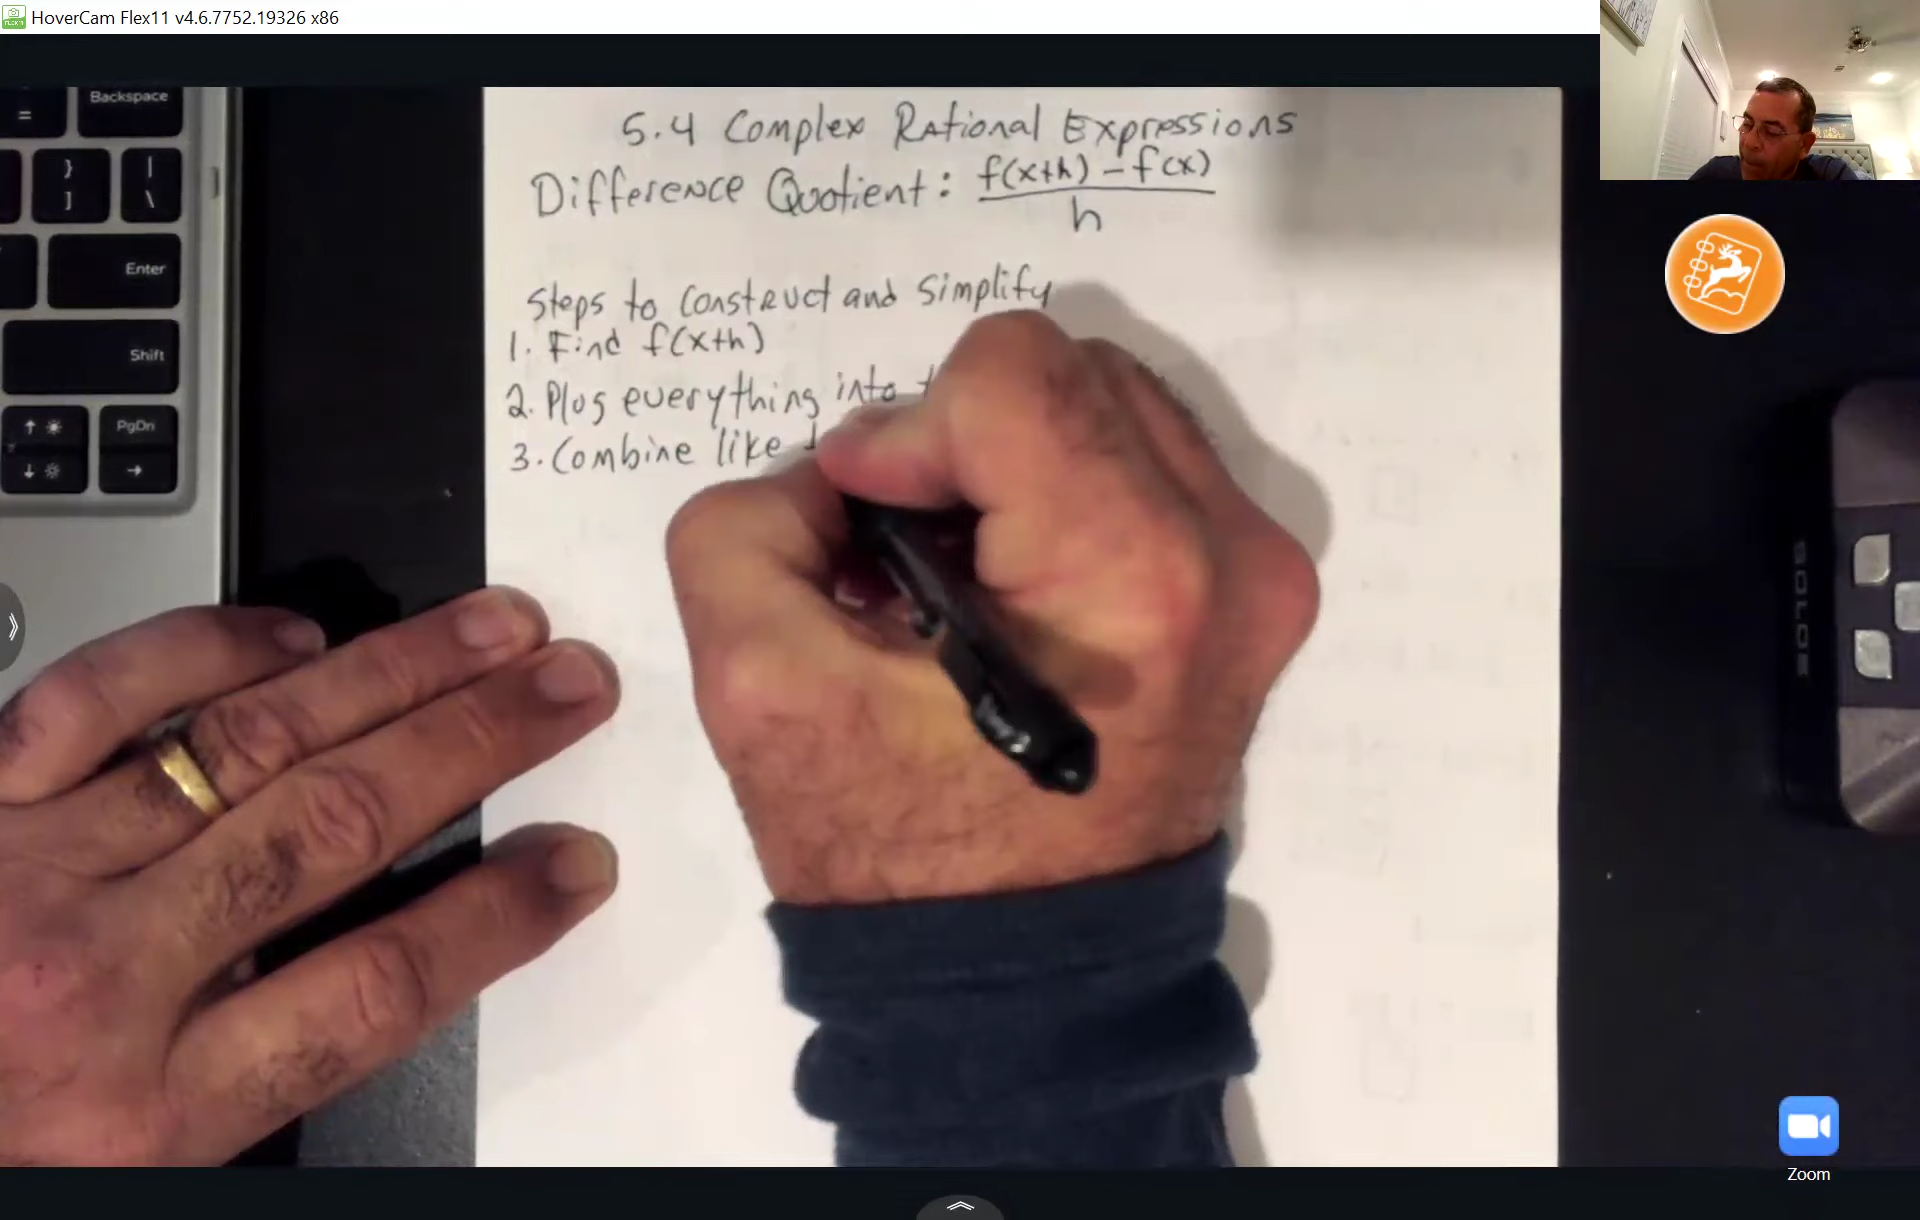 HoverCam Flex11 v4.6.7752.19326 x86
5.4 Complex Rational Expressions
Difference Quotient: f(x+h) - f(x)
h
Steps to Construct and Simplify
1. Find f(x+h)
2. Plug everything into
3. Combine like
=
Backspace
}
]
|
\
Enter
Shift
↑
↓
PgDn
→
Zoom